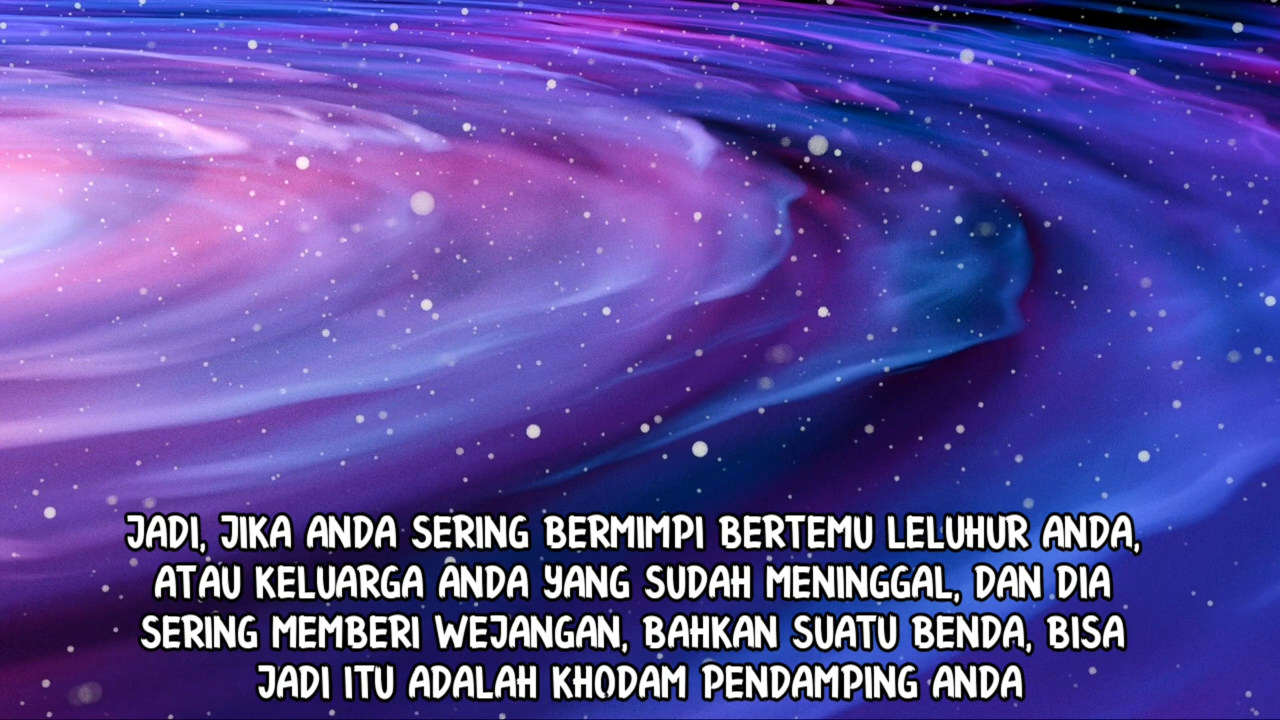 JADI, JIKA ANDA SERING BERMIMPI BERTEMU LELUHUR ANDA,
ATAU KELUARGA ANDA YANG SUDAH MENINGGAL, DAN DIA
SERING MEMBERI WEJANGAN, BAHKAN SUATU BENDA, BISA
JADI ITU ADALAH KHODAM PENDAMPING ANDA